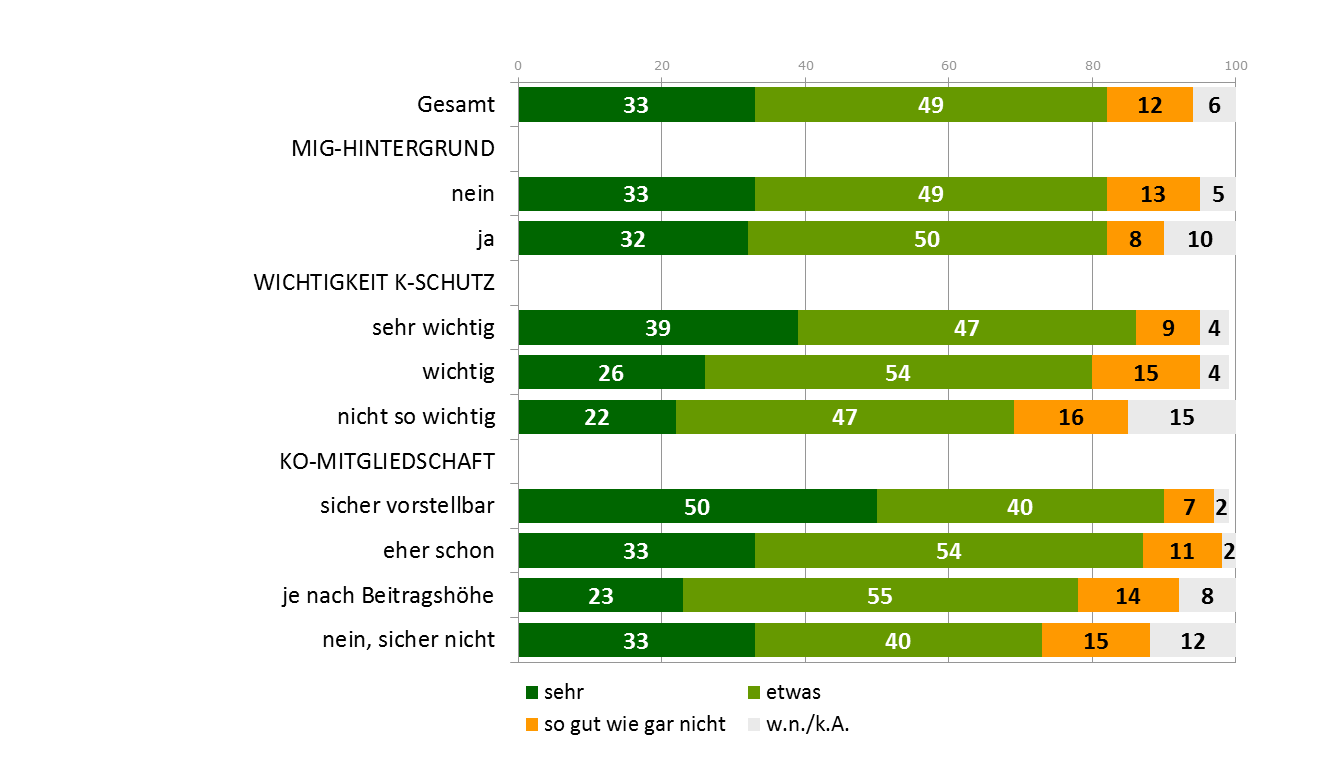 0 20 40 60 80 100
Gesamt 33 49 12 6
MIG-HINTERGRUND
nein 33 49 13 5
ja 32 50 8 10
WICHTIGKEIT K-SCHUTZ
sehr wichtig 39 47 9 4
wichtig 26 54 15 4
nicht so wichtig 22 47 16 15
KO-MITGLIEDSCHAFT
sicher vorstellbar 50 40 7 2
eher schon 33 54 11 2
je nach Beitragshöhe 23 55 14 8
nein, sicher nicht 33 40 15 12
sehr etwas
so gut wie gar nicht w.n./k.A.